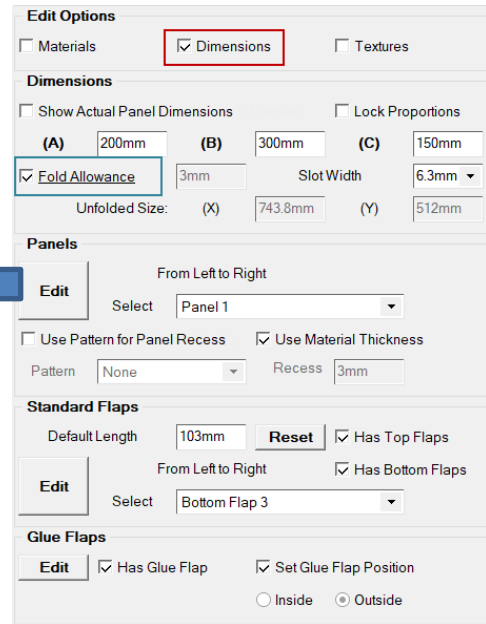 Edit Options
Materials Dimensions Textures
Dimensions
Show Actual Panel Dimensions Lock Proportions
(A) 200mm (B) 300mm (C) 150mm
Fold Allowance 3mm Slot Width 6.3mm
Unfolded Size: (X) 743.8mm (Y) 512mm
Panels
From Left to Right
Edit
Select Panel 1
Use Pattern for Panel Recess Use Material Thickness
Pattern None Recess 3mm
Standard Flaps
Default Length 103mm Reset Has Top Flaps
From Left to Right Has Bottom Flaps
Edit
Select Bottom Flap 3
Glue Flaps
Edit Has Glue Flap Set Glue Flap Position
Inside Outside